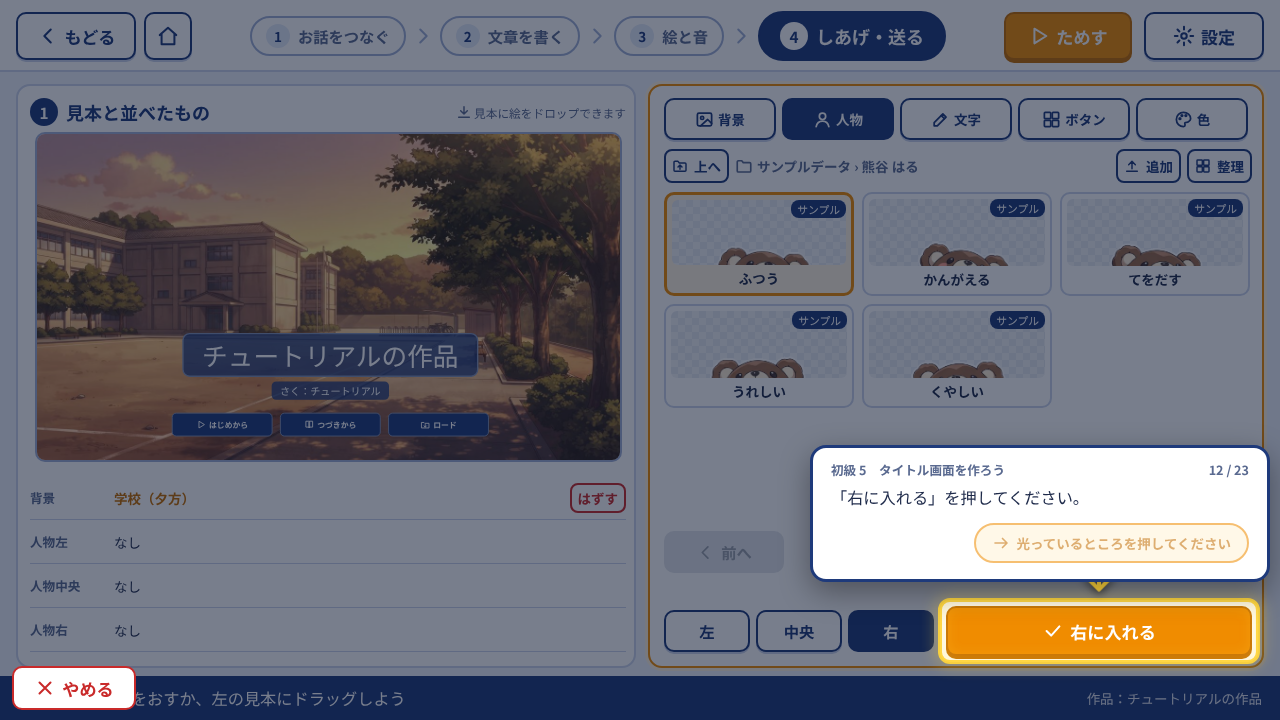 もどる
1 お話をつなぐ
2 文章を書く
3 絵と音
4 しあげ・送る
ためす
設定
1 見本と並べたもの
見本に絵をドロップできます
チュートリアルの作品
さく：チュートリアル
はじめから
つづきから
ロード
背景 学校（夕方） はずす
人物左 なし
人物中央 なし
人物右 なし
背景
人物
文字
ボタン
色
上へ
サンプルデータ › 熊谷 はる
追加
整理
サンプル
ふつう
サンプル
かんがえる
サンプル
てをだす
サンプル
うれしい
サンプル
くやしい
初級 5 タイトル画面を作ろう 12 / 23
「右に入れる」を押してください。
光っているところを押してください
前へ
左
中央
右
右に入れる
やめる
をおすか、左の見本にドラッグしよう
作品：チュートリアルの作品